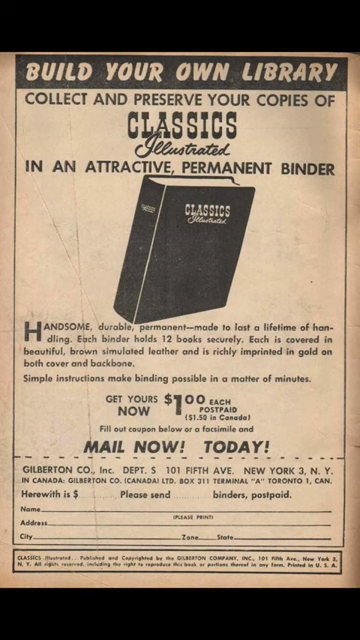 BUILD YOUR OWN LIBRARY
COLLECT AND PRESERVE YOUR COPIES OF
CLASSICS
Illustrated
IN AN ATTRACTIVE, PERMANENT BINDER
CLASSICS
Illustrated
HANDSOME, durable, permanent—made to last a lifetime of han-
dling. Each binder holds 12 books securely. Each is covered in
beautiful, brown simulated leather and is richly imprinted in gold on
both cover and backbone.
Simple instructions make binding possible in a matter of minutes.
GET YOURS NOW $1.00 EACH POSTPAID
($1.50 in Canada)
Fill out coupon below or a facsimile and
MAIL NOW! TODAY!
GILBERTON CO., Inc. DEPT. S 101 FIFTH AVE. NEW YORK 3, N. Y.
IN CANADA: GILBERTON CO. (CANADA) LTD. BOX 311 TERMINAL "A" TORONTO 1, CAN.
Herewith is $ Please send binders, postpaid.
Name
(PLEASE PRINT)
Address
City Zone State
CLASSICS Illustrated... Published and Copyrighted by the GILBERTON COMPANY, INC., 101 Fifth Ave., New York 3,
N. Y. All rights reserved, including the right to reproduce this book or portions thereof in any form. Printed in U. S. A.